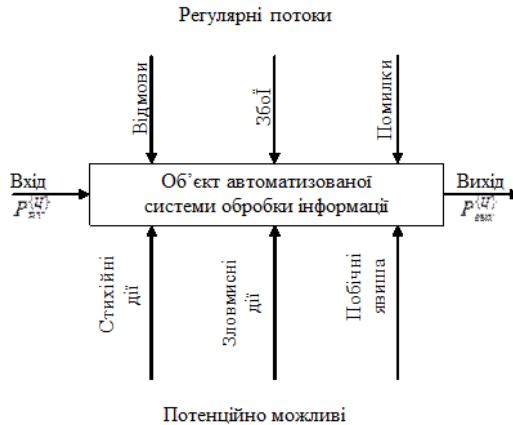 Регулярні потоки
Відмови
Збої
Помилки
Вхід
Об’єкт автоматизованої
системи обробки інформації
Вихід
Стихійні
дії
Зловмисні
дії
Побічні
явиша
Потенційно можливі